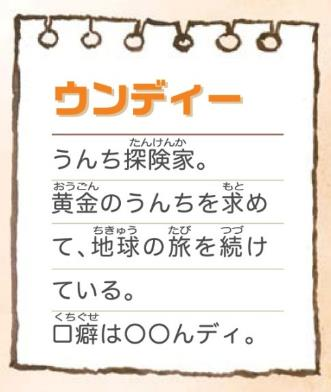 ウンディー
うんち探険家。
黄金のうんちを求め
て、地球の旅を続け
ている。
口癖は〇〇んディ。